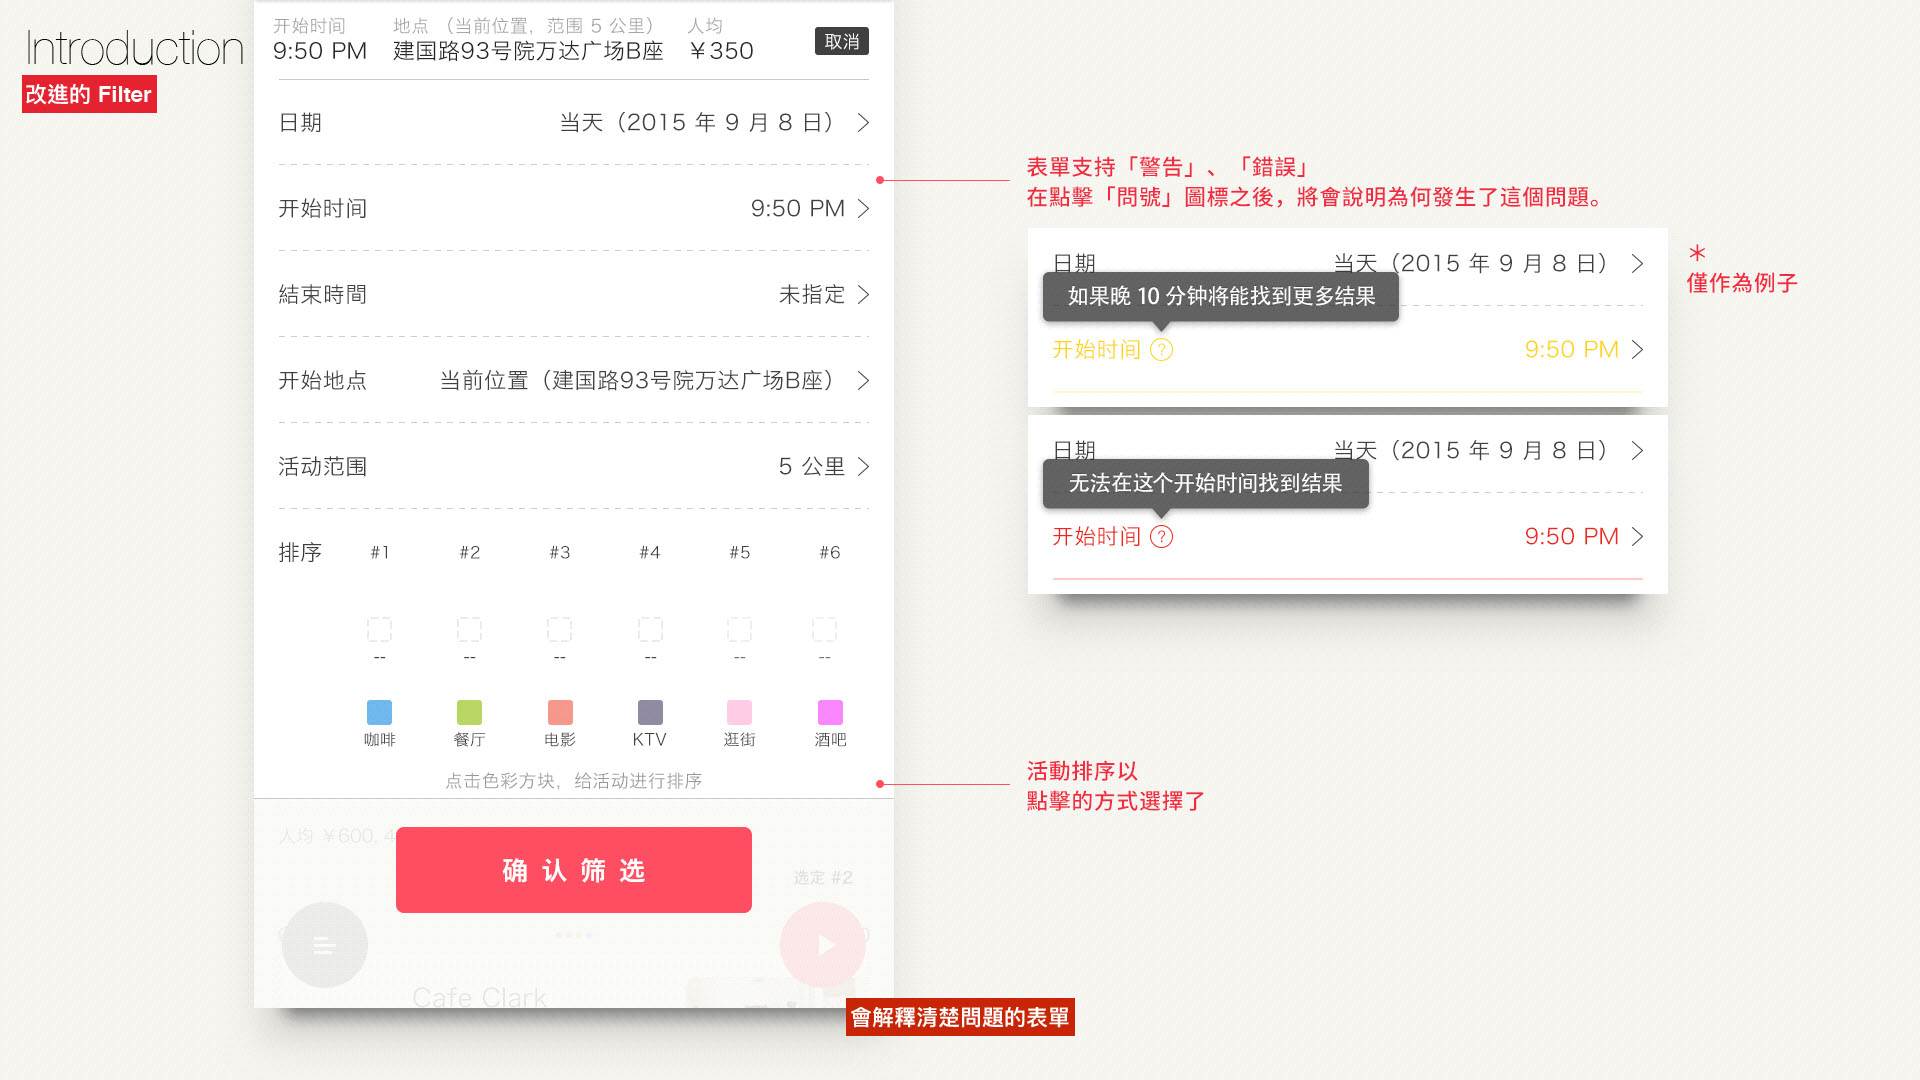 Introduction
改進的 Filter
开始时间
地点 （当前位置，范围 5 公里）
人均
9:50 PM
建国路93号院万达广场B座
￥350
取消
日期
当天（2015 年 9 月 8 日）
开始时间
9:50 PM
結束時間
未指定
开始地点
当前位置（建国路93号院万达广场B座）
活动范围
5 公里
排序 #1 #2 #3 #4 #5 #6
-- -- -- -- -- --
咖啡 餐厅 电影 KTV 逛街 酒吧
点击色彩方块，给活动进行排序
人均 ￥600, 4
确认筛选
选定 #2
Cafe Clark
會解釋清楚問題的表單
表單支持「警告」、「錯誤」
在點擊「問號」圖標之後，將會說明為何發生了這個問題。
日期
当天（2015 年 9 月 8 日）
如果晚 10 分钟将能找到更多结果
开始时间 ?
9:50 PM
＊
僅作為例子
日期
当天（2015 年 9 月 8 日）
无法在这个开始时间找到结果
开始时间 ?
9:50 PM
活動排序以
點擊的方式選擇了